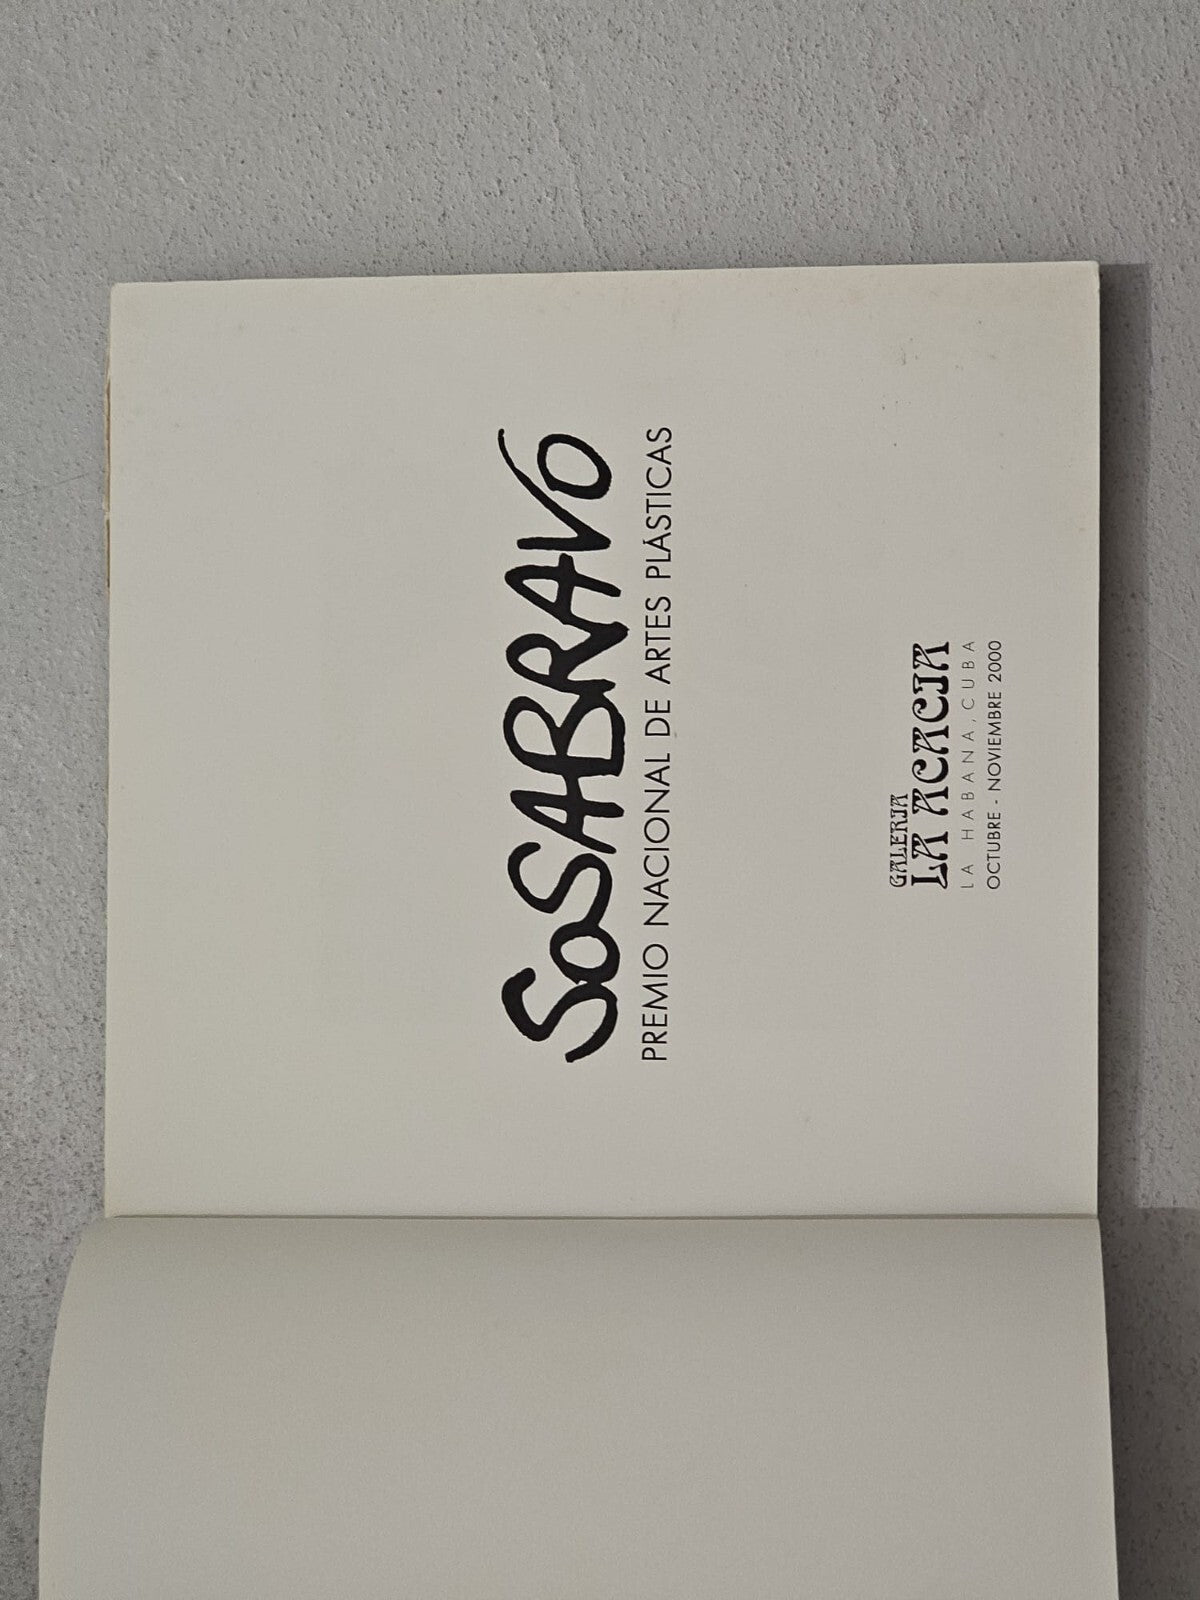 SoSABRAVO
PREMIO NACIONAL DE ARTES PLÁSTICAS
GALERIA
LA ACACIA
LA HABANA, CUBA
OCTUBRE - NOVIEMBRE 2000